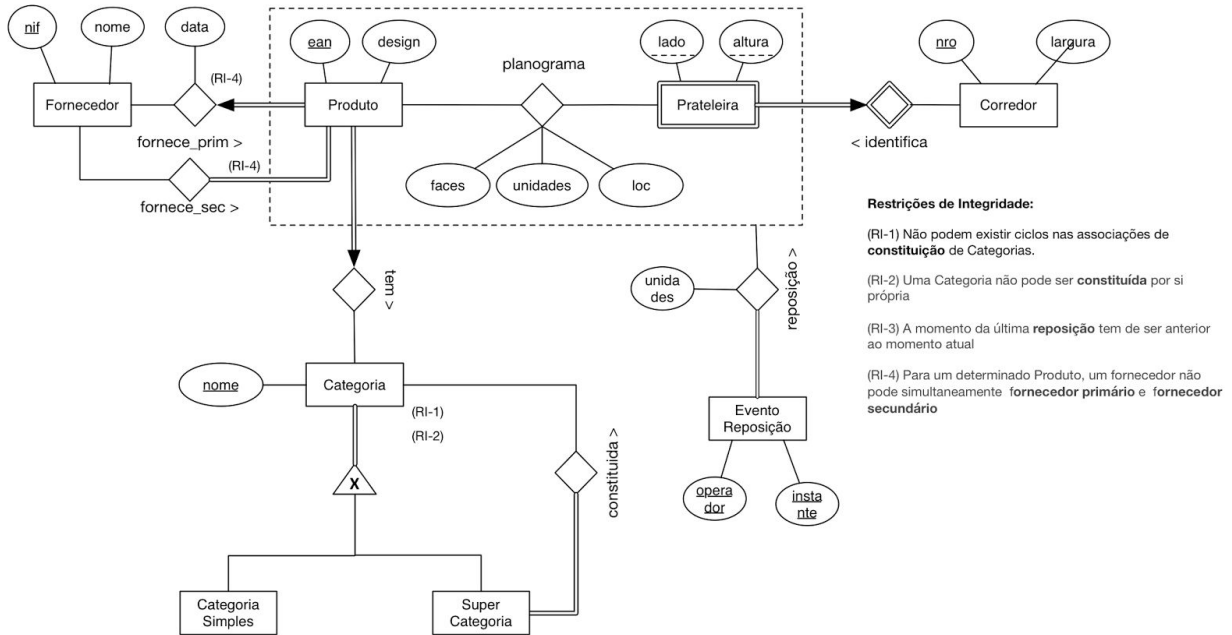 nif
nome
data
ean
design
lado
altura
nro
largura
planograma
(RI-4)
Fornecedor
Produto
Prateleira
Corredor
fornece_prim >
< identifica
(RI-4)
faces
unidades
loc
fornece_sec >
Restrições de Integridade:
(RI-1) Não podem existir ciclos nas associações de
constituição de Categorias.
(RI-2) Uma Categoria não pode ser constituída por si
própria
(RI-3) A momento da última reposição tem de ser anterior
ao momento atual
(RI-4) Para um determinado Produto, um fornecedor não
pode simultaneamente fornecedor primário e fornecedor
secundário
tem >
unida
des
reposição >
nome
Categoria
(RI-1)
(RI-2)
Evento
Reposição
constituida >
X
opera
dor
insta
nte
Categoria
Simples
Super
Categoria